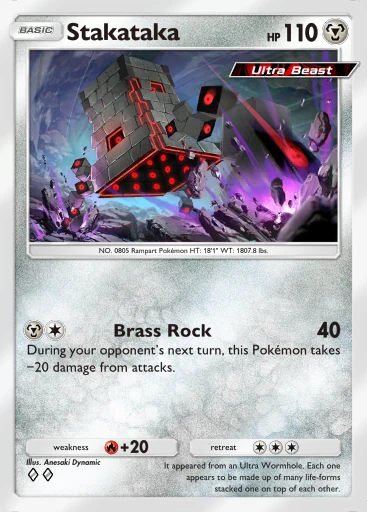 BASIC Stakataka HP 110
Ultra Beast
NO. 0805 Rampart Pokémon HT: 18'1" WT: 1807.8 lbs.
Brass Rock 40
During your opponent's next turn, this Pokémon takes
−20 damage from attacks.
weakness +20 retreat
Illus. Anesaki Dynamic
It appeared from an Ultra Wormhole. Each one
appears to be made up of many life-forms
stacked one on top of each other.